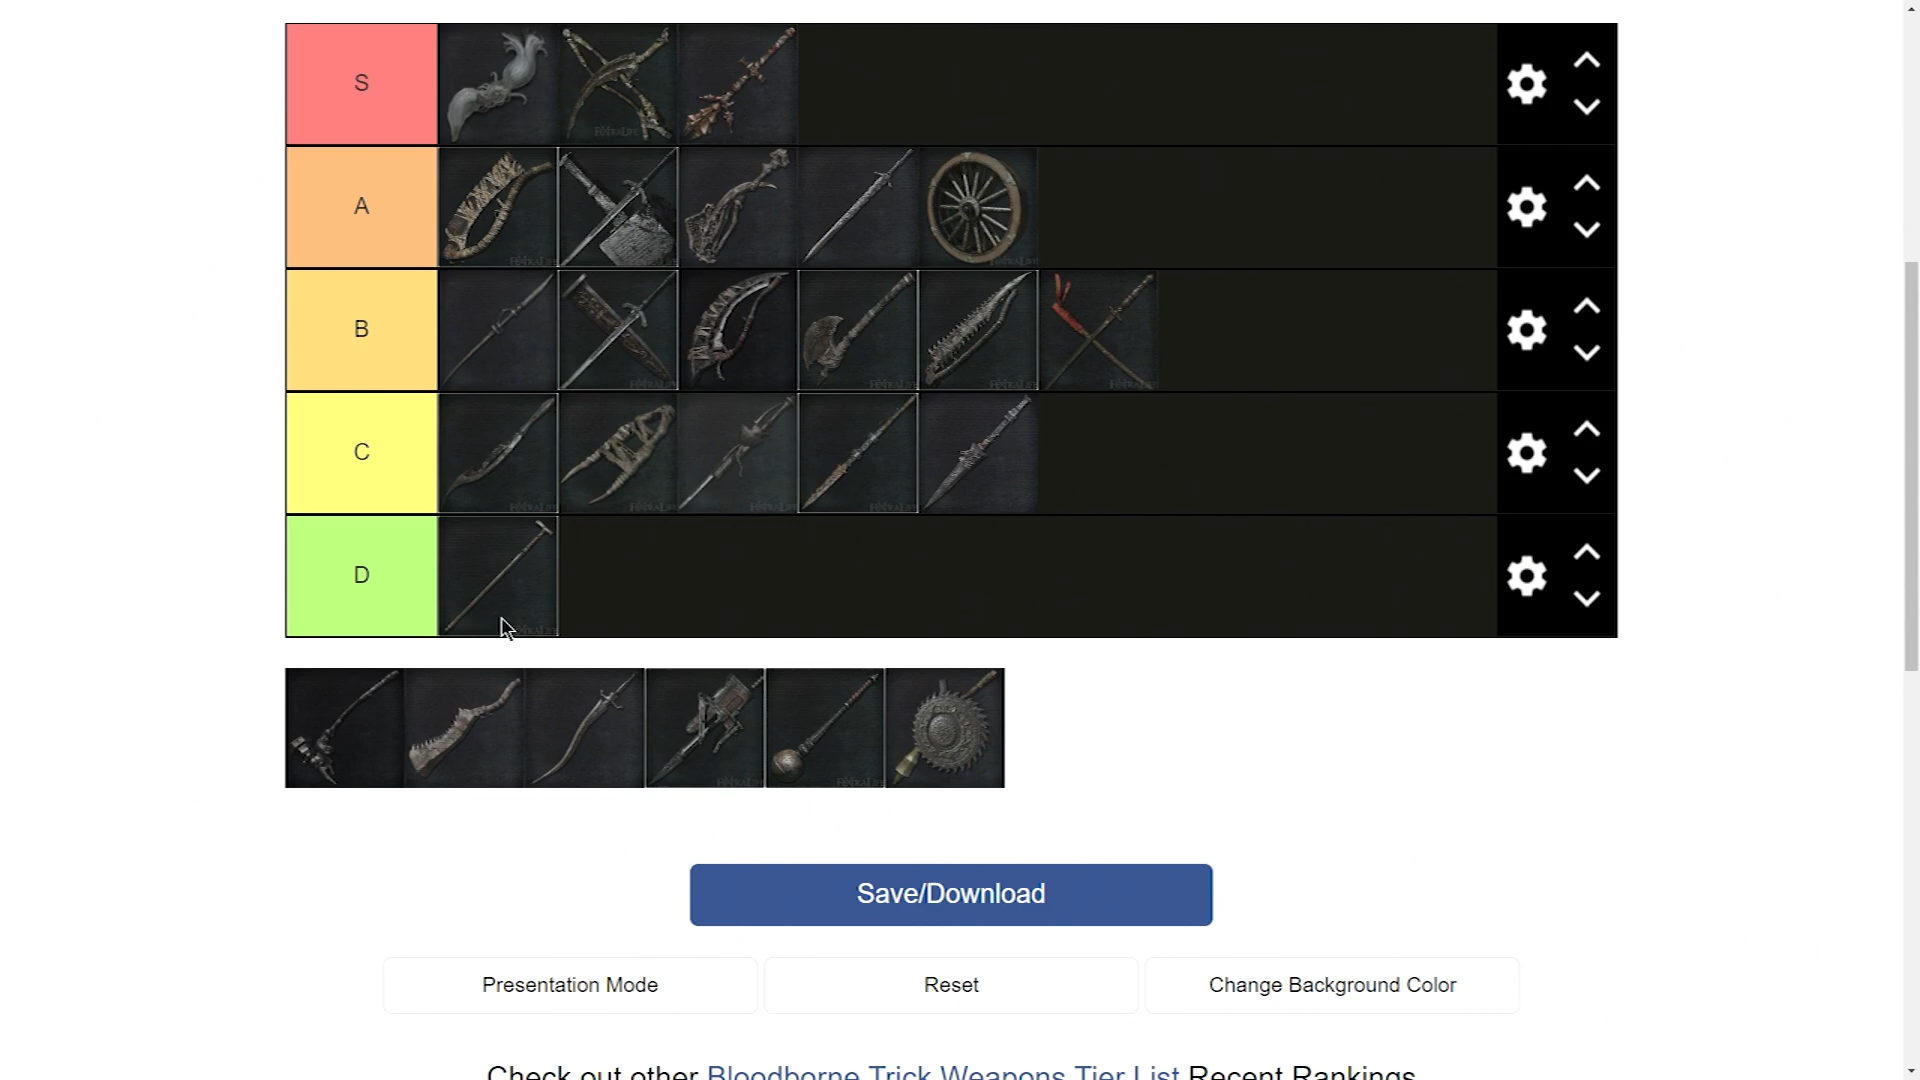 S
A
B
C
D
Save/Download
Presentation Mode
Reset
Change Background Color
Check out other Bloodborne Trick Weapons Tier List Recent Rankings